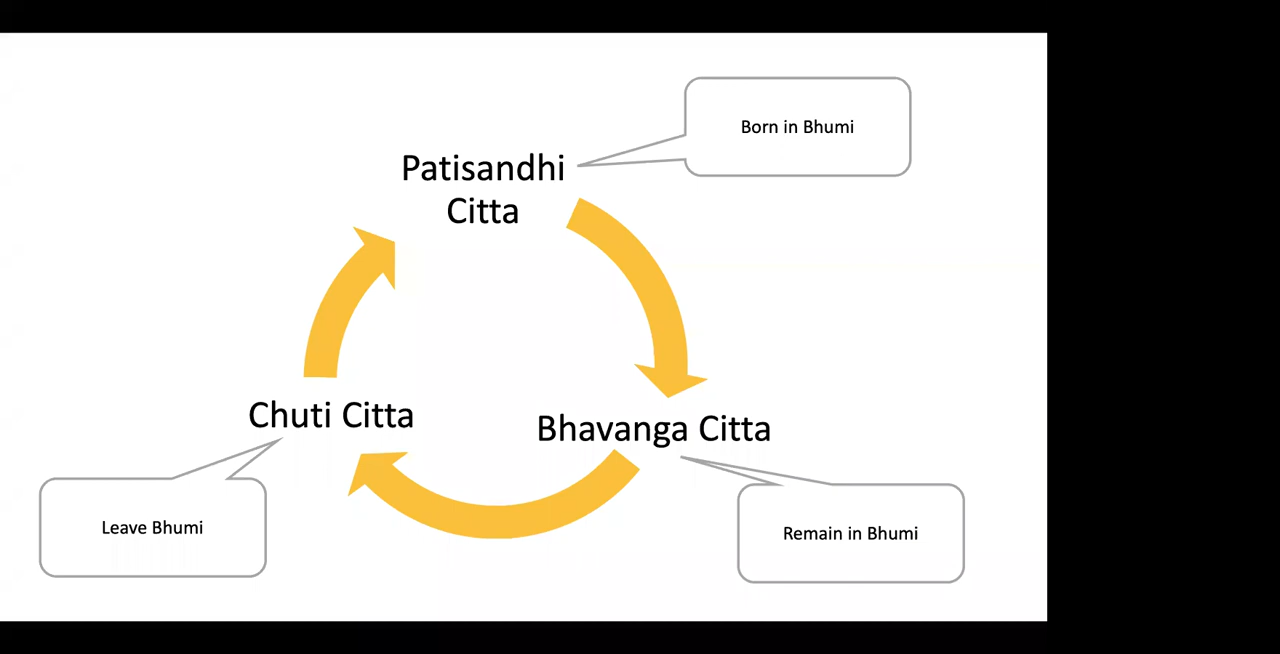 Born in Bhumi
Patisandhi
Citta
Chuti Citta
Bhavanga Citta
Leave Bhumi
Remain in Bhumi